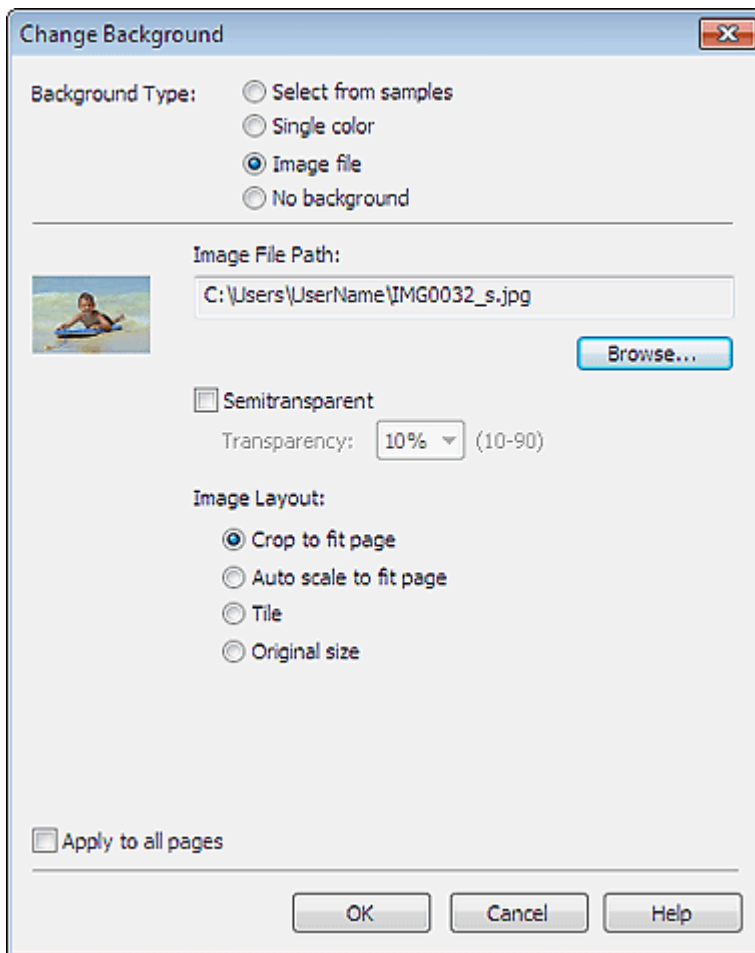 Change Background
Background Type:
Select from samples
Single color
Image file
No background
Image File Path:
C:\Users\UserName\IMG0032_s.jpg
Browse...
Semitransparent
Transparency: 10% (10-90)
Image Layout:
Crop to fit page
Auto scale to fit page
Tile
Original size
Apply to all pages
OK Cancel Help